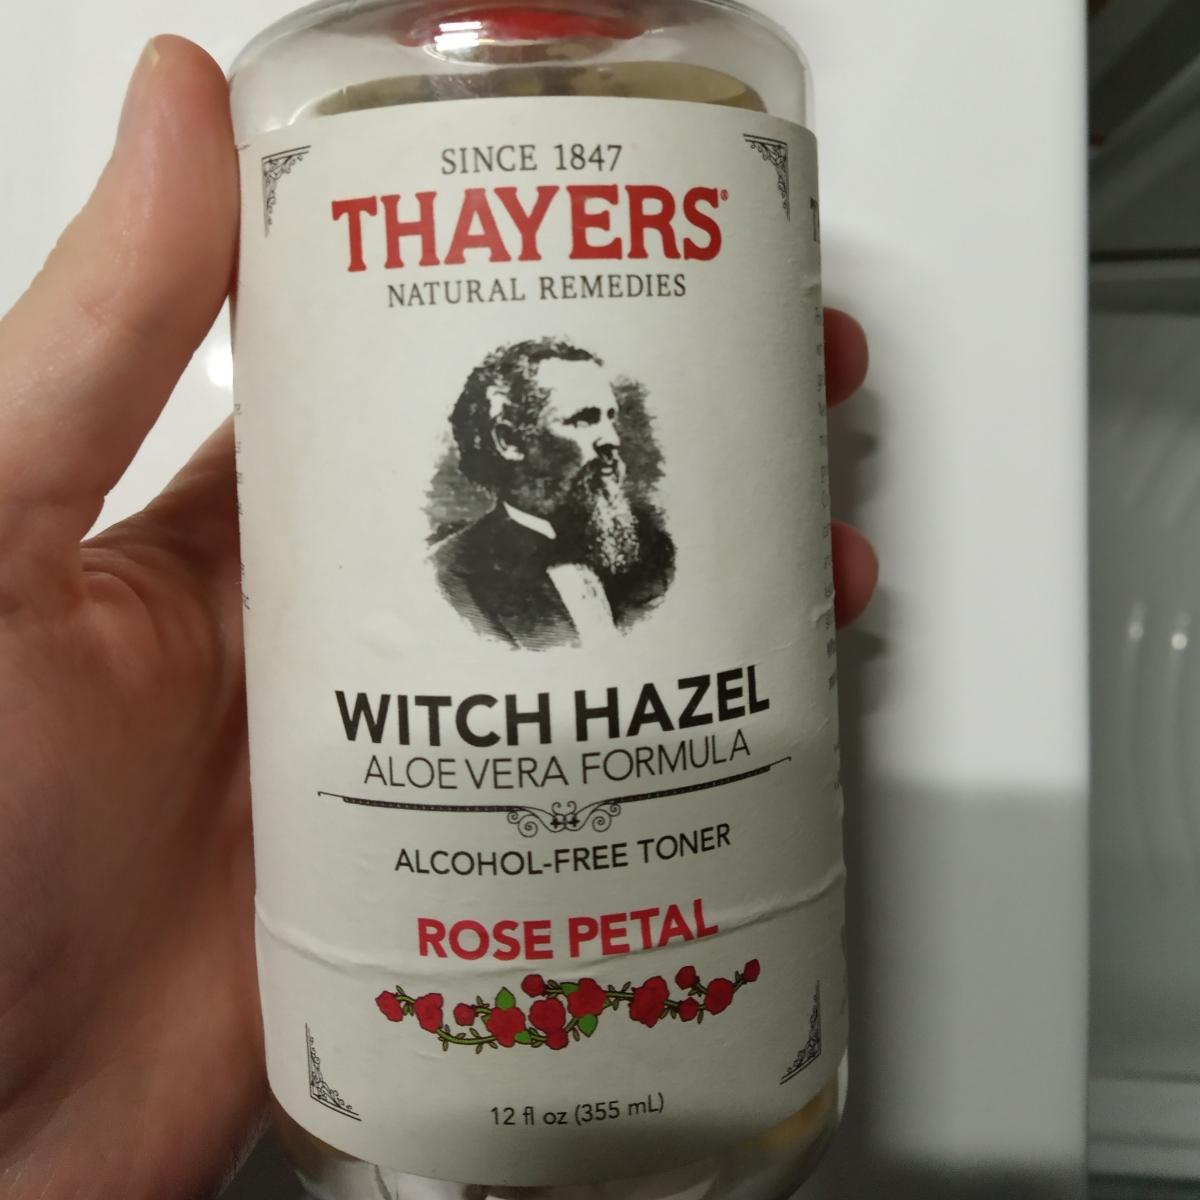 SINCE 1847
THAYERS®
NATURAL REMEDIES
WITCH HAZEL
ALOE VERA FORMULA
ALCOHOL-FREE TONER
ROSE PETAL
12 fl oz (355 mL)